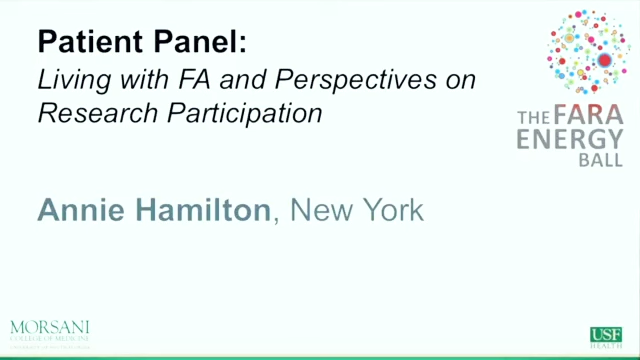 Patient Panel:
Living with FA and Perspectives on
Research Participation
THE FARA
ENERGY
BALL
Annie Hamilton, New York
MORSANI
COLLEGE OF MEDICINE
USF
HEALTH